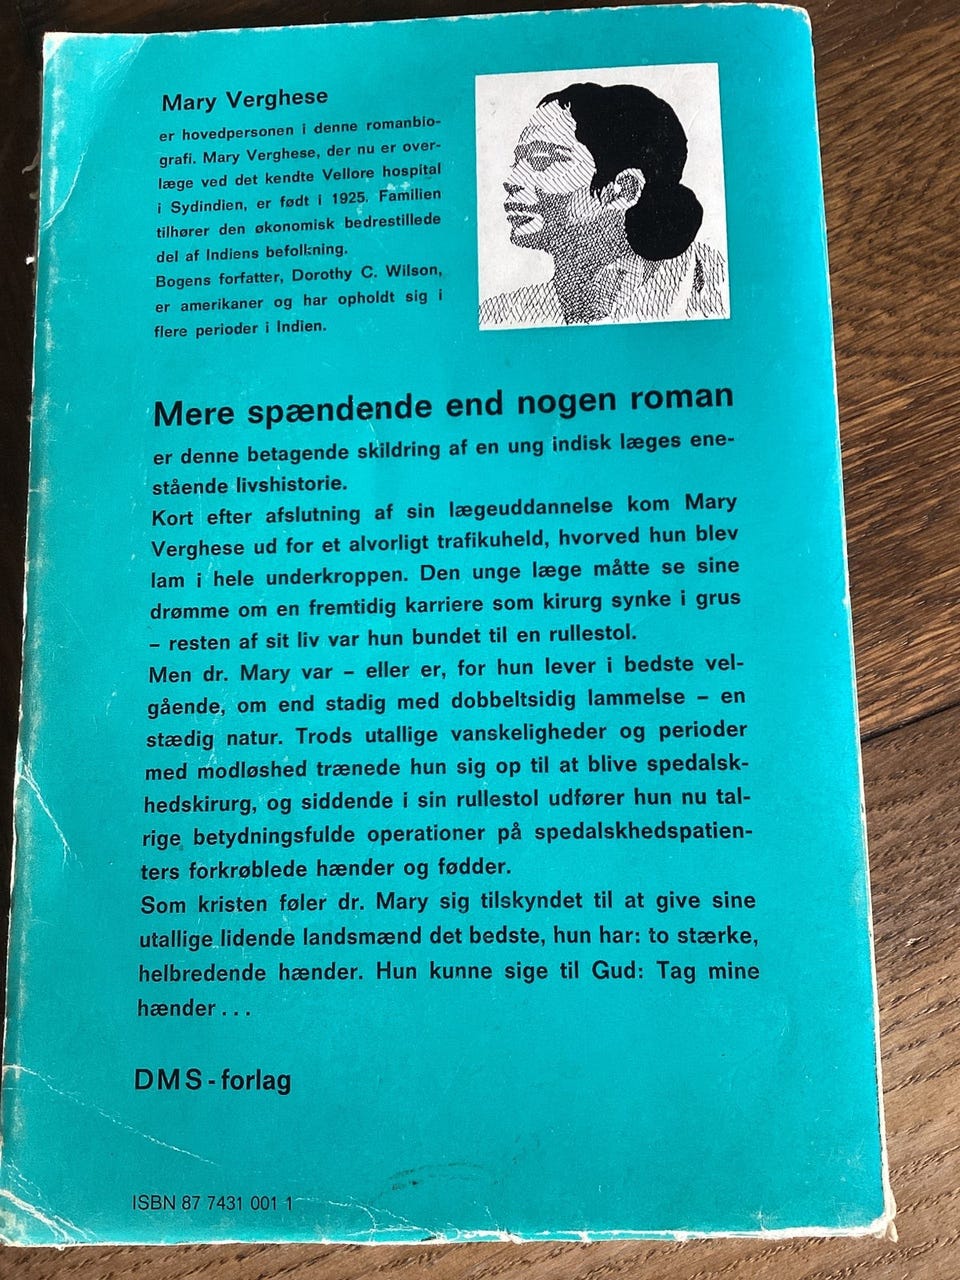 Mary Verghese
er hovedpersonen i denne romanbio-
grafi. Mary Verghese, der nu er over-
læge ved det kendte Vellore hospital
i Sydindien, er født i 1925. Familien
tilhører den økonomisk bedrestillede
del af Indiens befolkning.
Bogens forfatter, Dorothy C. Wilson,
er amerikaner og har opholdt sig i
flere perioder i Indien.
Mere spændende end nogen roman
er denne betagende skildring af en ung indisk læges ene-
stående livshistorie.
Kort efter afslutning af sin lægeuddannelse kom Mary
Verghese ud for et alvorligt trafikuheld, hvorved hun blev
lam i hele underkroppen. Den unge læge måtte se sine
drømme om en fremtidig karriere som kirurg synke i grus
– resten af sit liv var hun bundet til en rullestol.
Men dr. Mary var – eller er, for hun lever i bedste vel-
gående, om end stadig med dobbeltsidig lammelse – en
stædig natur. Trods utallige vanskeligheder og perioder
med modløshed trænede hun sig op til at blive spedalsk-
hedskirurg, og siddende i sin rullestol udfører hun nu tal-
rige betydningsfulde operationer på spedalskhedspatien-
ters forkrøblede hænder og fødder.
Som kristen føler dr. Mary sig tilskyndet til at give sine
utallige lidende landsmænd det bedste, hun har: to stærke,
helbredende hænder. Hun kunne sige til Gud: Tag mine
hænder . . .
DMS-forlag
ISBN 87 7431 001 1